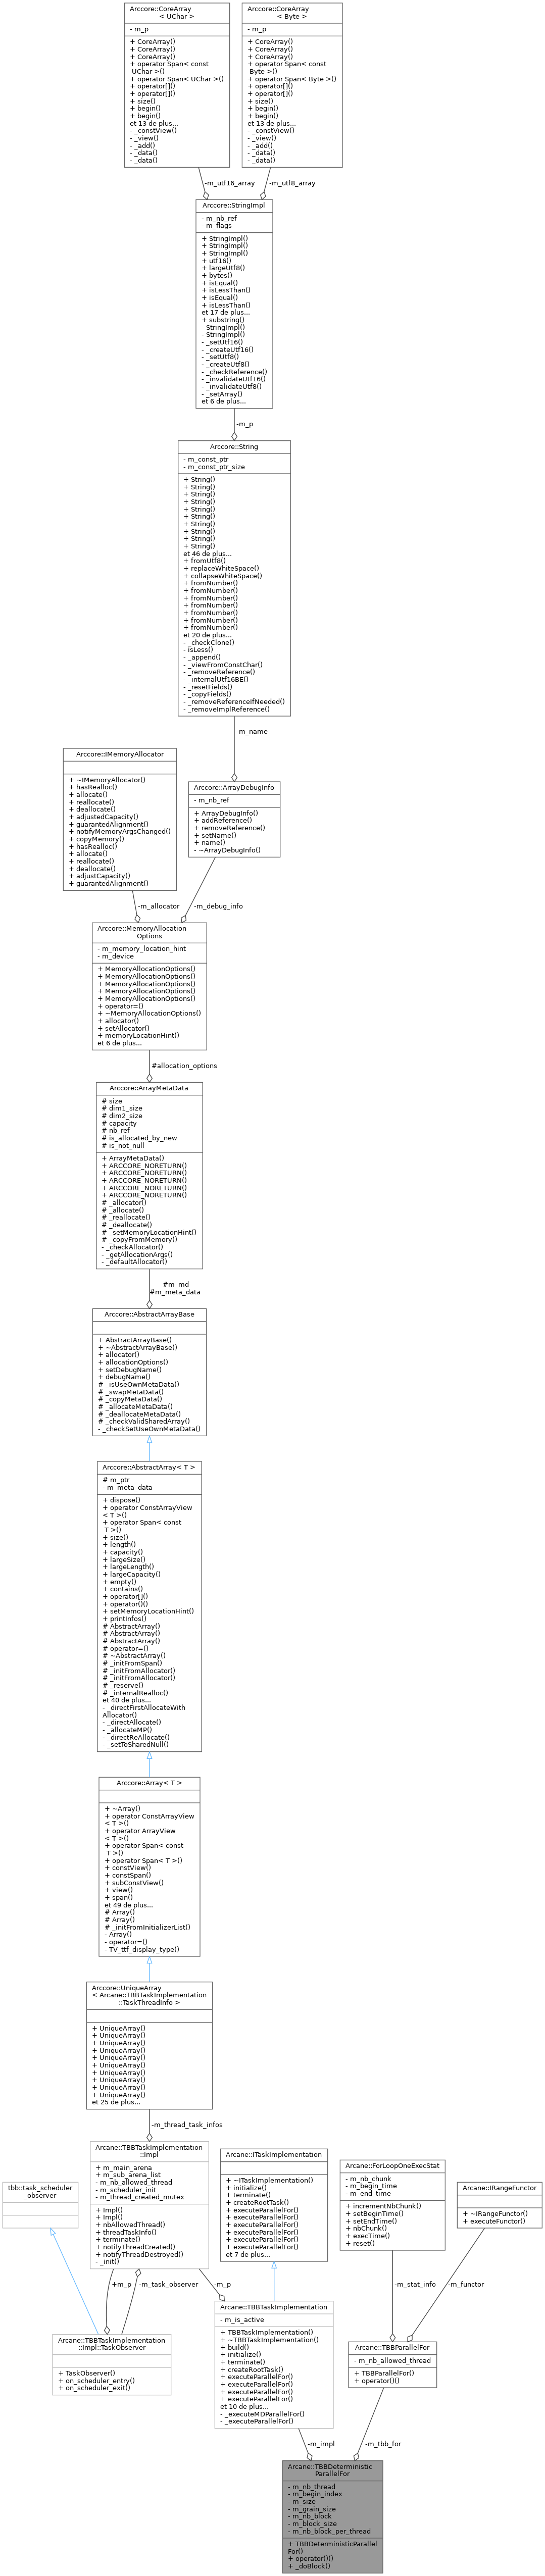 Arccore::CoreArray
< UChar >
- m_p
+ CoreArray()
+ CoreArray()
+ CoreArray()
+ operator Span< const
UChar >()
+ operator Span< UChar >()
+ operator[]()
+ operator[]()
+ size()
+ begin()
+ begin()
et 13 de plus...
- _constView()
- _view()
- _add()
- _data()
- _data()
Arccore::CoreArray
< Byte >
- m_p
+ CoreArray()
+ CoreArray()
+ CoreArray()
+ operator Span< const
Byte >()
+ operator Span< Byte >()
+ operator[]()
+ operator[]()
+ size()
+ begin()
+ begin()
et 13 de plus...
- _constView()
- _view()
- _add()
- _data()
- _data()
-m_utf16_array
-m_utf8_array
Arccore::StringImpl
- m_nb_ref
- m_flags
+ StringImpl()
+ StringImpl()
+ StringImpl()
+ utf16()
+ largeUtf8()
+ bytes()
+ isEqual()
+ isLessThan()
+ isEqual()
+ isLessThan()
et 17 de plus...
+ substring()
- StringImpl()
- StringImpl()
- _setUtf16()
- _createUtf16()
- _setUtf8()
- _createUtf8()
- _checkReference()
- _invalidateUtf16()
- _invalidateUtf8()
- _setArray()
et 6 de plus...
-m_p
Arccore::String
- m_const_ptr
- m_const_ptr_size
+ String()
+ String()
+ String()
+ String()
+ String()
+ String()
+ String()
+ String()
+ String()
+ String()
et 46 de plus...
+ fromUtf8()
+ replaceWhiteSpace()
+ collapseWhiteSpace()
+ fromNumber()
+ fromNumber()
+ fromNumber()
+ fromNumber()
+ fromNumber()
+ fromNumber()
+ fromNumber()
et 20 de plus...
- _checkClone()
- isLess()
- _append()
- _viewFromConstChar()
- _removeReference()
- _internalUtf16BE()
- _resetFields()
- _copyFields()
- _removeReferenceIfNeeded()
- _removeImplReference()
-m_name
Arccore::IMemoryAllocator
+ ~IMemoryAllocator()
+ hasRealloc()
+ allocate()
+ reallocate()
+ deallocate()
+ adjustedCapacity()
+ guarantedAlignment()
+ notifyMemoryArgsChanged()
+ copyMemory()
+ hasRealloc()
+ allocate()
+ reallocate()
+ deallocate()
+ adjustCapacity()
+ guarantedAlignment()
Arccore::ArrayDebugInfo
- m_nb_ref
+ ArrayDebugInfo()
+ addReference()
+ removeReference()
+ setName()
+ name()
- ~ArrayDebugInfo()
-m_allocator
-m_debug_info
Arccore::MemoryAllocation
Options
- m_memory_location_hint
- m_device
+ MemoryAllocationOptions()
+ MemoryAllocationOptions()
+ MemoryAllocationOptions()
+ MemoryAllocationOptions()
+ MemoryAllocationOptions()
+ operator=()
+ ~MemoryAllocationOptions()
+ allocator()
+ setAllocator()
+ memoryLocationHint()
et 6 de plus...
#allocation_options
Arccore::ArrayMetaData
# size
# dim1_size
# dim2_size
# capacity
# nb_ref
# is_allocated_by_new
# is_not_null
+ ArrayMetaData()
+ ARCCORE_NORETURN()
+ ARCCORE_NORETURN()
+ ARCCORE_NORETURN()
+ ARCCORE_NORETURN()
+ ARCCORE_NORETURN()
# _allocator()
# _allocate()
# _reallocate()
# _deallocate()
# _setMemoryLocationHint()
# _copyFromMemory()
- _checkAllocator()
- _getAllocationArgs()
- _defaultAllocator()
#m_md
#m_meta_data
Arccore::AbstractArrayBase
+ AbstractArrayBase()
+ ~AbstractArrayBase()
+ allocator()
+ allocationOptions()
+ setDebugName()
+ debugName()
# _isUseOwnMetaData()
# _swapMetaData()
# _copyMetaData()
# _allocateMetaData()
# _deallocateMetaData()
# _checkValidSharedArray()
- _checkSetUseOwnMetaData()
Arccore::AbstractArray< T >
# m_ptr
- m_meta_data
+ dispose()
+ operator ConstArrayView
< T >()
+ operator Span< const
T >()
+ size()
+ length()
+ capacity()
+ largeSize()
+ largeLength()
+ largeCapacity()
+ empty()
+ contains()
+ operator[]()
+ operator()()
+ setMemoryLocationHint()
+ printInfos()
# AbstractArray()
# AbstractArray()
# AbstractArray()
# operator=()
# ~AbstractArray()
# _initFromSpan()
# _initFromAllocator()
# _initFromAllocator()
# _reserve()
# _internalRealloc()
et 40 de plus...
- _directFirstAllocateWith
Allocator()
- _directAllocate()
- _allocateMP()
- _directReAllocate()
- _setToSharedNull()
Arccore::Array< T >
+ ~Array()
+ operator ConstArrayView
< T >()
+ operator ArrayView
< T >()
+ operator Span< const
T >()
+ operator Span< T >()
+ constView()
+ constSpan()
+ subConstView()
+ view()
+ span()
et 49 de plus...
# Array()
# Array()
# _initFromInitializerList()
- Array()
- operator=()
- TV_ttf_display_type()
Arccore::UniqueArray
< Arcane::TBBTaskImplementation
::TaskThreadInfo >
+ UniqueArray()
+ UniqueArray()
+ UniqueArray()
+ UniqueArray()
+ UniqueArray()
+ UniqueArray()
+ UniqueArray()
+ UniqueArray()
+ UniqueArray()
+ UniqueArray()
et 25 de plus...
-m_thread_task_infos
tbb::task_scheduler
_observer
Arcane::TBBTaskImplementation
::Impl
+ m_main_arena
+ m_sub_arena_list
- m_nb_allowed_thread
- m_scheduler_init
- m_thread_created_mutex
+ Impl()
+ Impl()
+ nbAllowedThread()
+ threadTaskInfo()
+ terminate()
+ notifyThreadCreated()
+ notifyThreadDestroyed()
- _init()
Arcane::ITaskImplementation
+ ~ITaskImplementation()
+ initialize()
+ terminate()
+ createRootTask()
+ executeParallelFor()
+ executeParallelFor()
+ executeParallelFor()
+ executeParallelFor()
+ executeParallelFor()
+ executeParallelFor()
et 7 de plus...
Arcane::ForLoopOneExecStat
- m_nb_chunk
- m_begin_time
- m_end_time
+ incrementNbChunk()
+ setBeginTime()
+ setEndTime()
+ nbChunk()
+ execTime()
+ reset()
Arcane::IRangeFunctor
+ ~IRangeFunctor()
+ executeFunctor()
+m_p
-m_task_observer
-m_p
-m_stat_info
-m_functor
Arcane::TBBTaskImplementation
::Impl::TaskObserver
+ TaskObserver()
+ on_scheduler_entry()
+ on_scheduler_exit()
Arcane::TBBTaskImplementation
- m_is_active
+ TBBTaskImplementation()
+ ~TBBTaskImplementation()
+ build()
+ initialize()
+ terminate()
+ createRootTask()
+ executeParallelFor()
+ executeParallelFor()
+ executeParallelFor()
+ executeParallelFor()
et 10 de plus...
- _executeMDParallelFor()
- _executeParallelFor()
Arcane::TBBParallelFor
- m_nb_allowed_thread
+ TBBParallelFor()
+ operator()()
-m_impl
-m_tbb_for
Arcane::TBBDeterministic
ParallelFor
- m_nb_thread
- m_begin_index
- m_size
- m_grain_size
- m_nb_block
- m_block_size
- m_nb_block_per_thread
+ TBBDeterministicParallel
For()
+ operator()()
+ _doBlock()